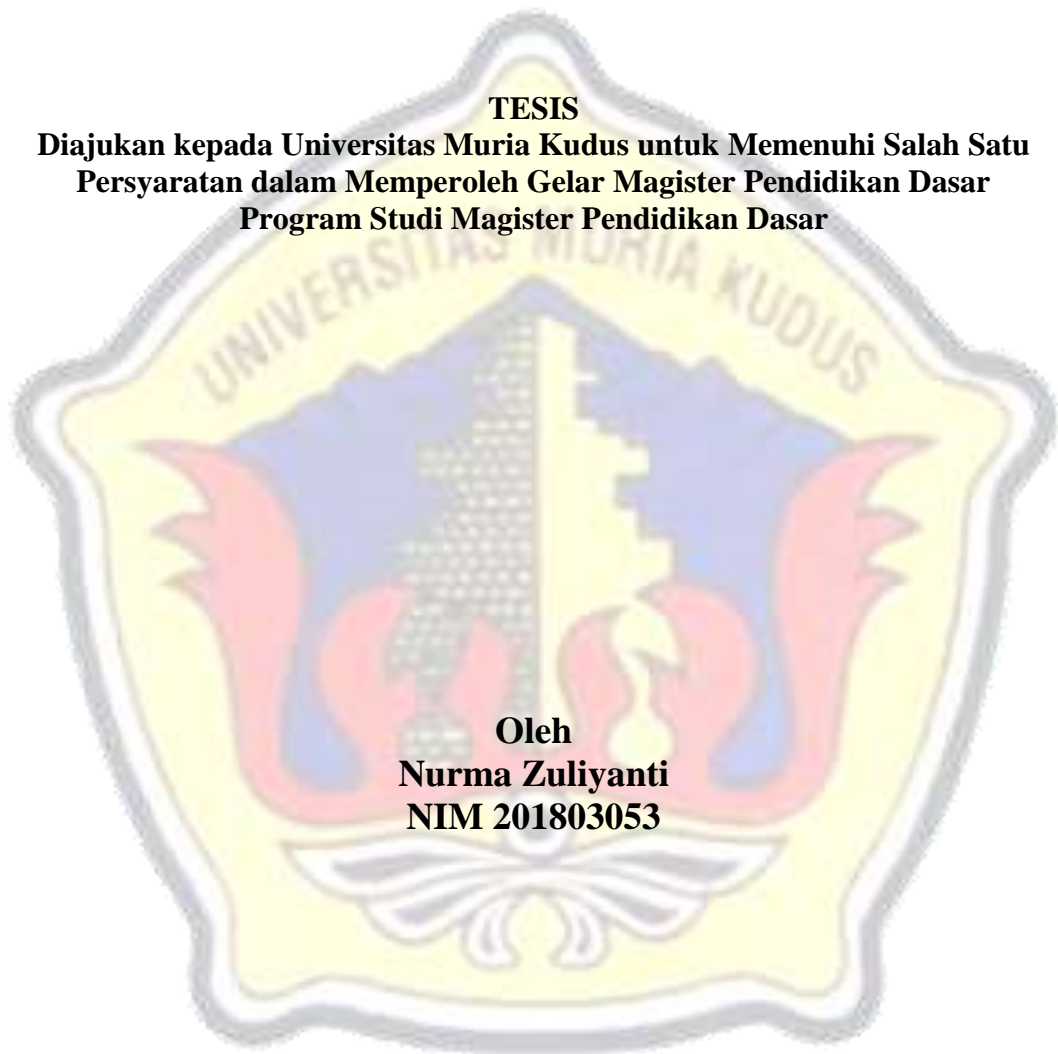 TESIS
Diajukan kepada Universitas Muria Kudus untuk Memenuhi Salah Satu
Persyaratan dalam Memperoleh Gelar Magister Pendidikan Dasar
Program Studi Magister Pendidikan Dasar
UNIVERSITAS MURIA KUDUS
Oleh
Nurma Zuliyanti
NIM 201803053